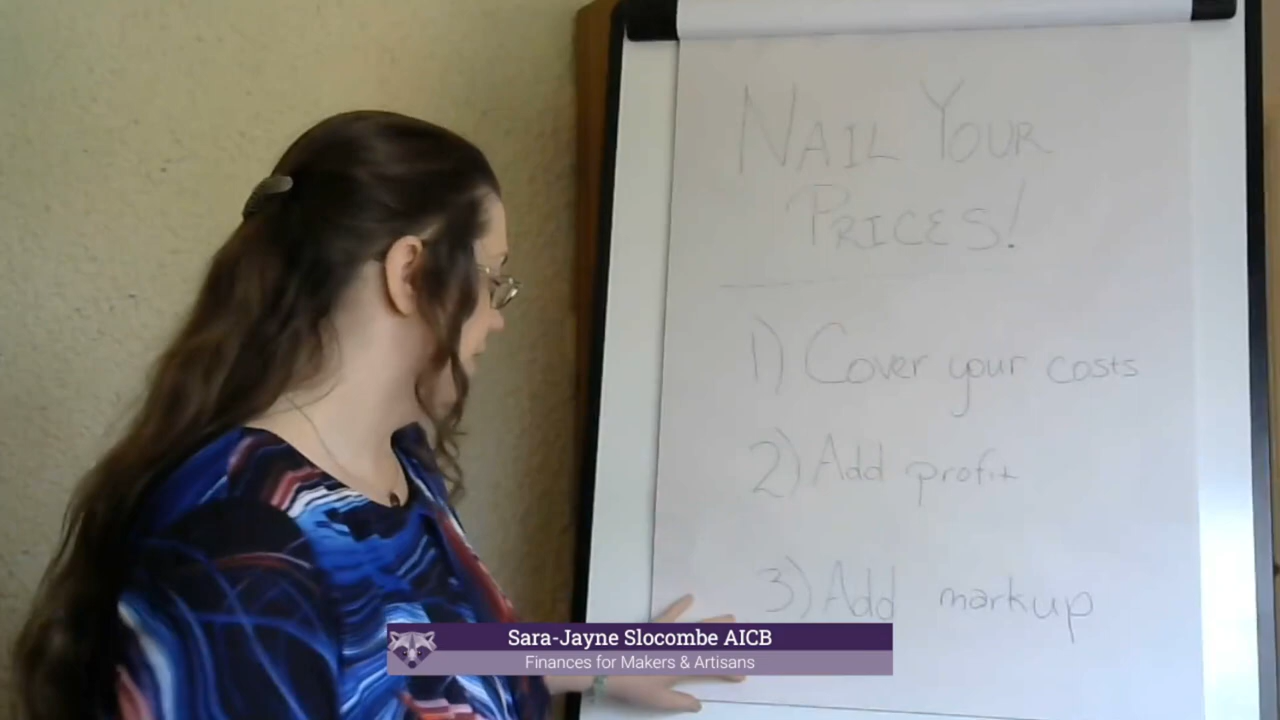 NAIL YOUR
PRICES!
1) Cover your costs
2) Add profit
3) Add markup
Sara-Jayne Slocombe AICB
Finances for Makers & Artisans